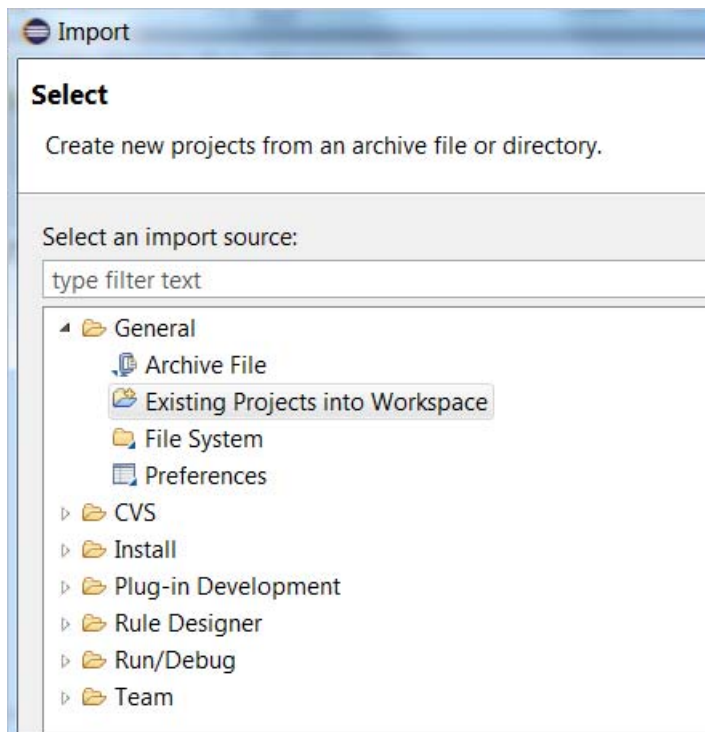 Import
Select
Create new projects from an archive file or directory.
Select an import source:
type filter text
General
Archive File
Existing Projects into Workspace
File System
Preferences
CVS
Install
Plug-in Development
Rule Designer
Run/Debug
Team